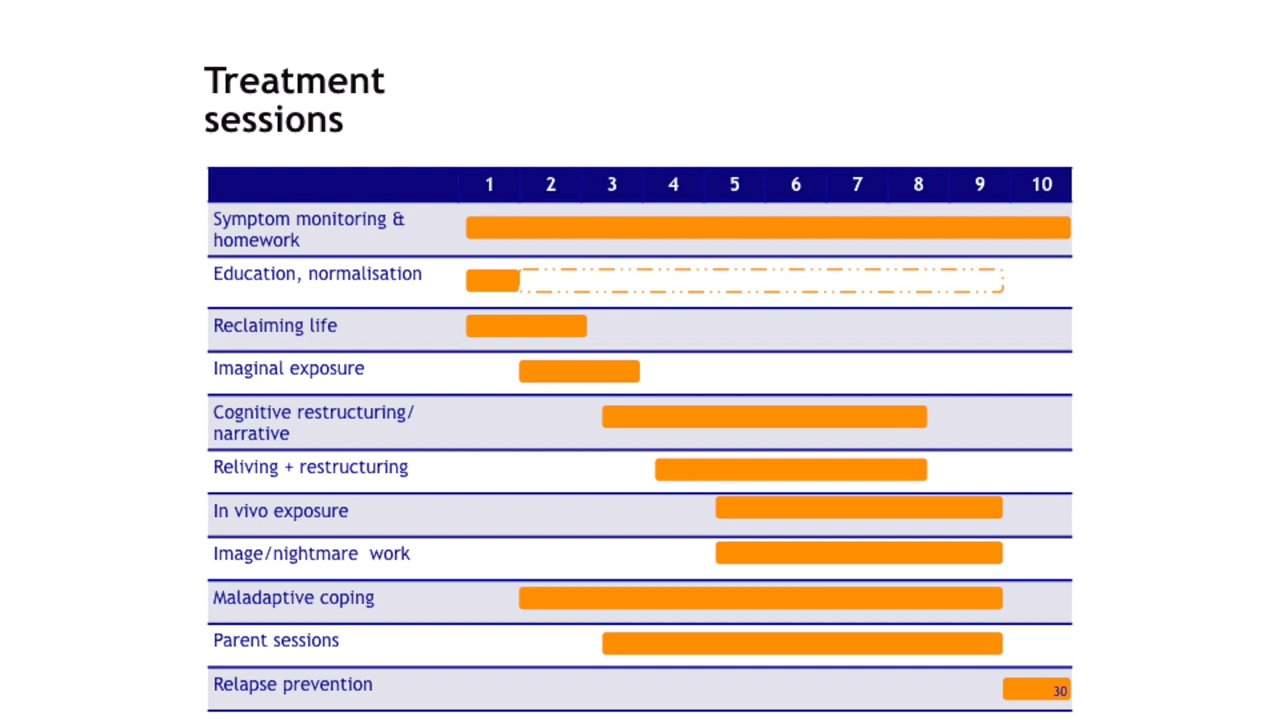 Treatment
sessions
1 2 3 4 5 6 7 8 9 10
Symptom monitoring &
homework
Education, normalisation
Reclaiming life
Imaginal exposure
Cognitive restructuring/
narrative
Reliving + restructuring
In vivo exposure
Image/nightmare work
Maladaptive coping
Parent sessions
Relapse prevention
30